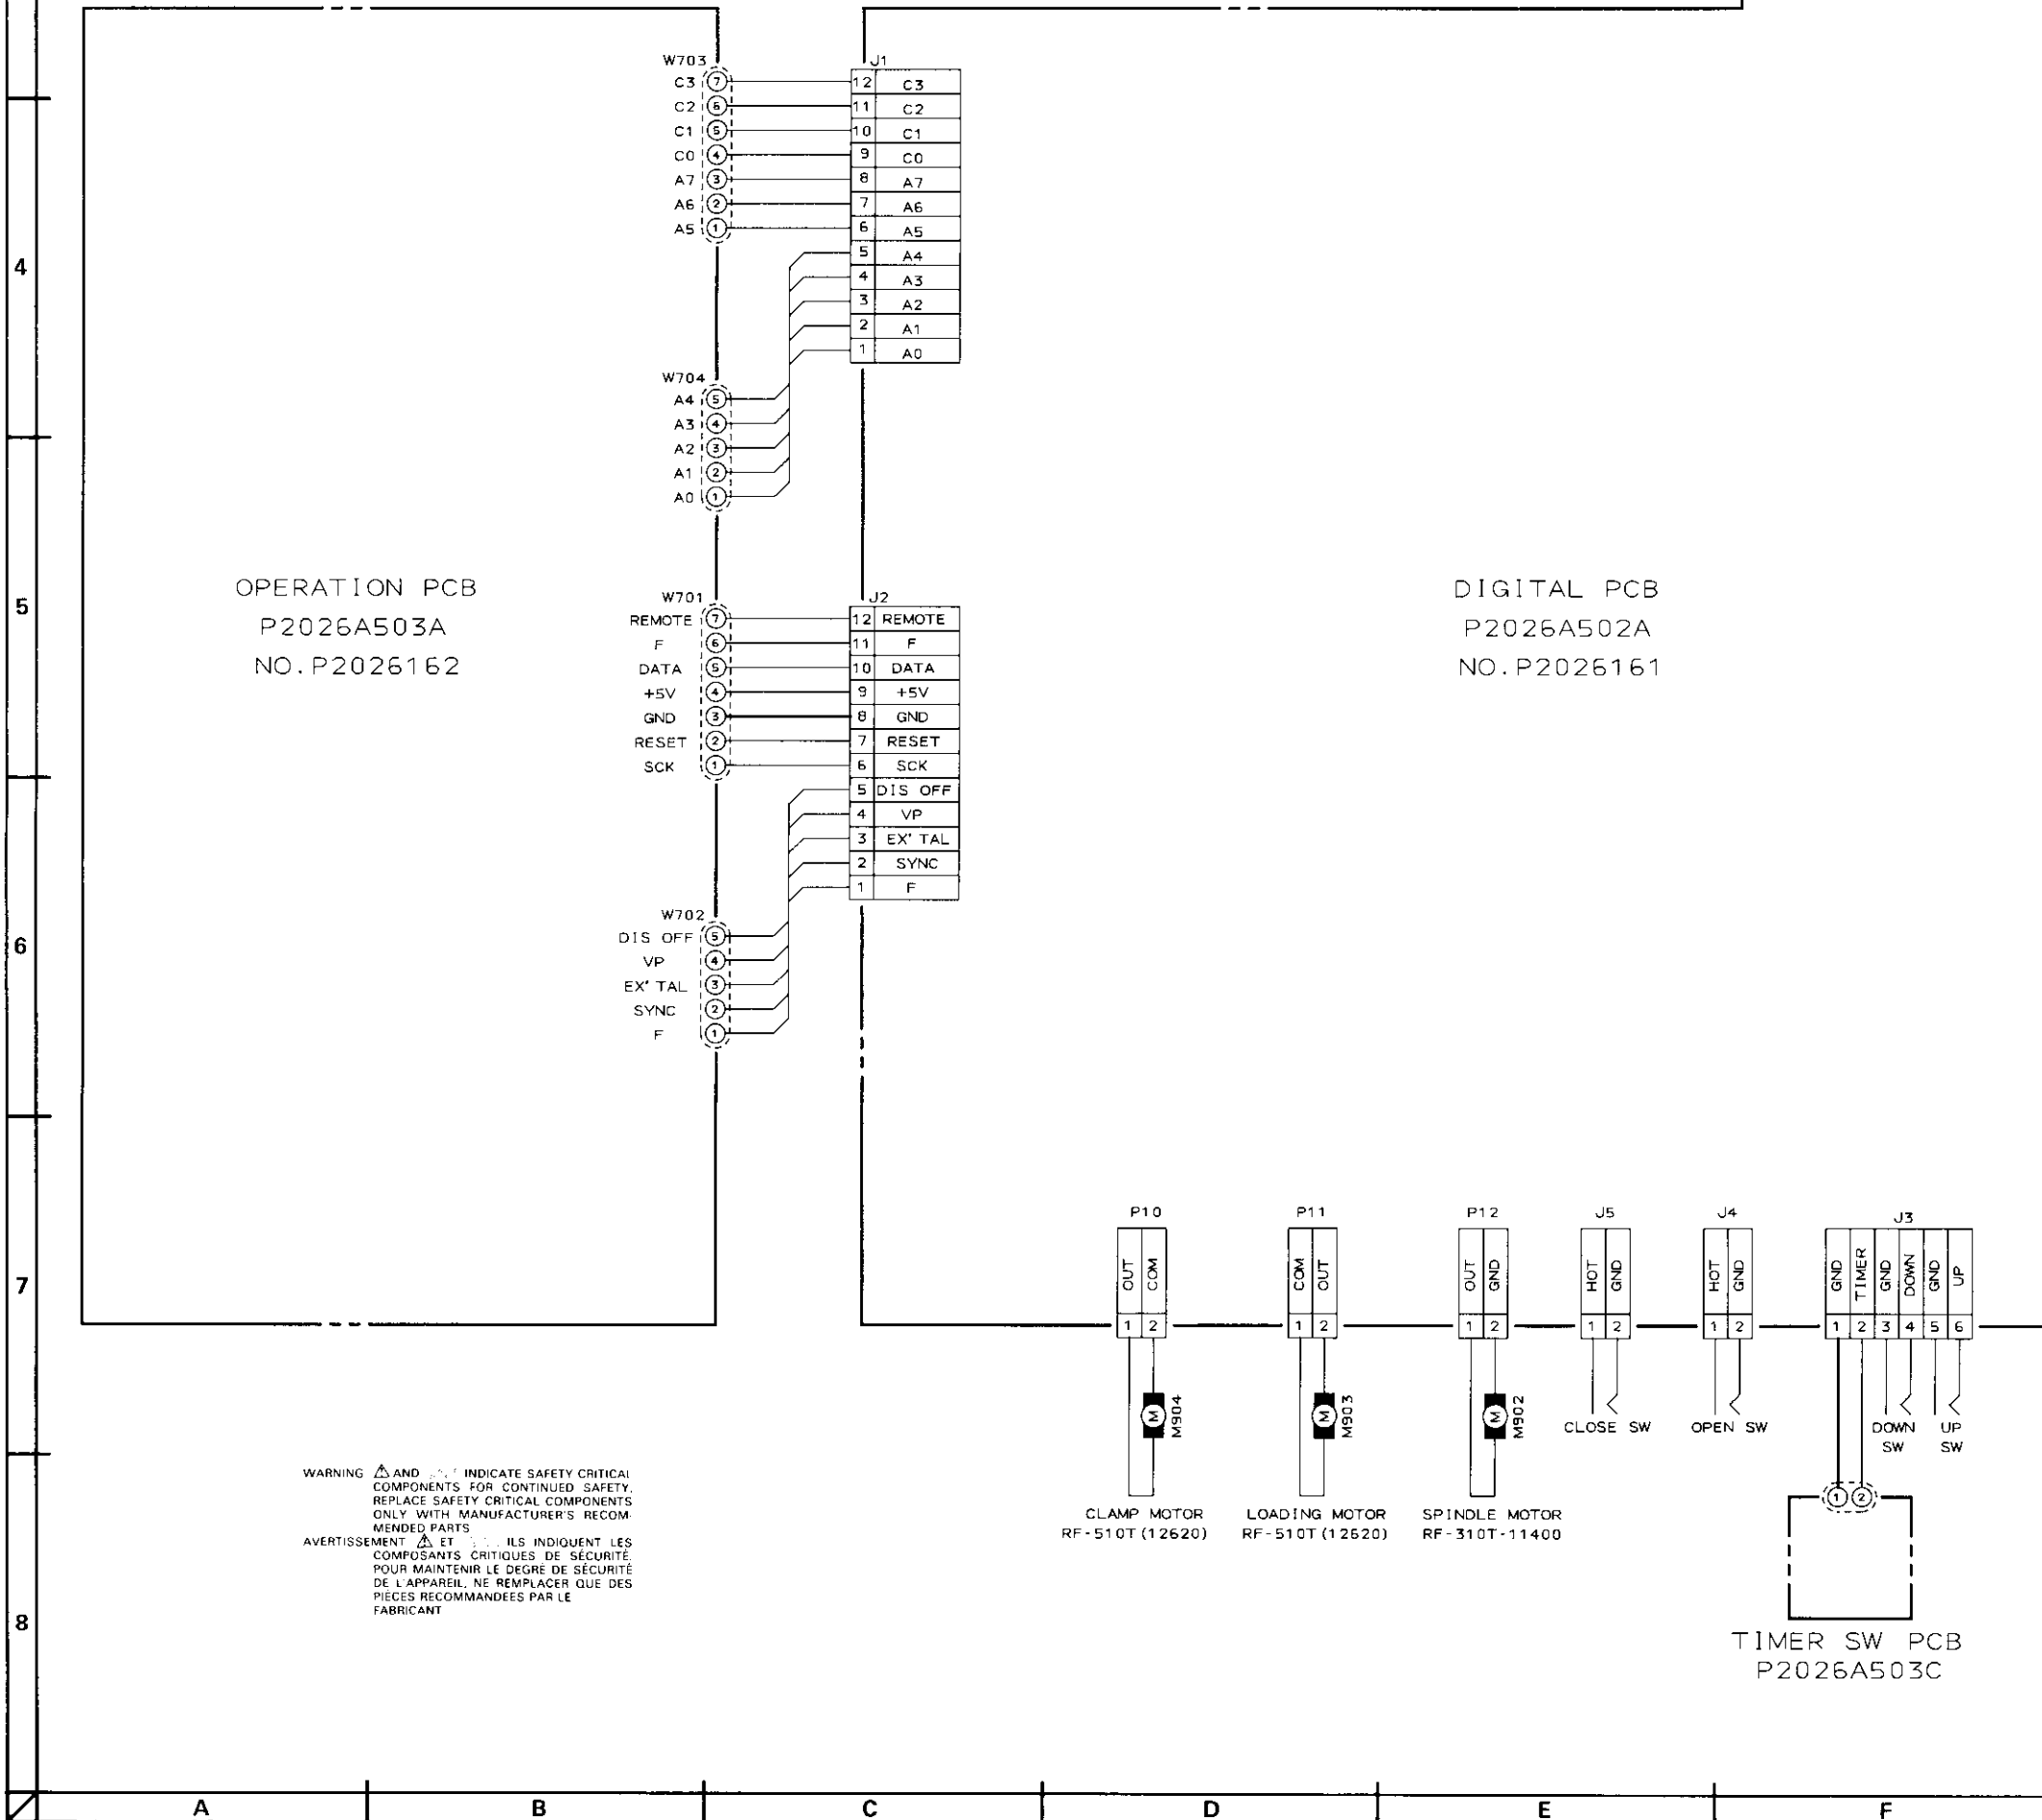 W703
C3 7
C2 6
C1 5
C0 4
A7 3
A6 2
A5 1
J1
12 C3
11 C2
10 C1
9 C0
8 A7
7 A6
6 A5
5 A4
4 A3
3 A2
2 A1
1 A0
W704
A4 5
A3 4
A2 3
A1 2
A0 1
4
OPERATION PCB
P2026A503A
NO.P2026162
5
W701
REMOTE 7
F 6
DATA 5
+5V 4
GND 3
RESET 2
SCK 1
J2
12 REMOTE
11 F
10 DATA
9 +5V
8 GND
7 RESET
6 SCK
5 DIS OFF
4 VP
3 EX'TAL
2 SYNC
1 F
DIGITAL PCB
P2026A502A
NO.P2026161
W702
DIS OFF 5
VP 4
EX'TAL 3
SYNC 2
F 1
6
7
P10
OUT COM
1 2
M M904
CLAMP MOTOR
RF-510T(12620)
P11
COM OUT
1 2
M M903
LOADING MOTOR
RF-510T(12620)
P12
OUT GND
1 2
M M902
SPINDLE MOTOR
RF-310T-11400
J5
HOT GND
1 2
CLOSE SW
J4
HOT GND
1 2
OPEN SW
J3
GND TIMER GND DOWN GND UP
1 2 3 4 5 6
DOWN
SW
UP
SW
1 2
TIMER SW PCB
P2026A503C
WARNING AND INDICATE SAFETY CRITICAL
COMPONENTS FOR CONTINUED SAFETY,
REPLACE SAFETY CRITICAL COMPONENTS
ONLY WITH MANUFACTURER'S RECOM-
MENDED PARTS
AVERTISSEMENT ET ILS INDIQUENT LES
COMPOSANTS CRITIQUES DE SÉCURITÉ.
POUR MAINTENIR LE DEGRÉ DE SÉCURITÉ
DE L'APPAREIL, NE REMPLACER QUE DES
PIÈCES RECOMMANDEES PAR LE
FABRICANT
8
A B C D E F